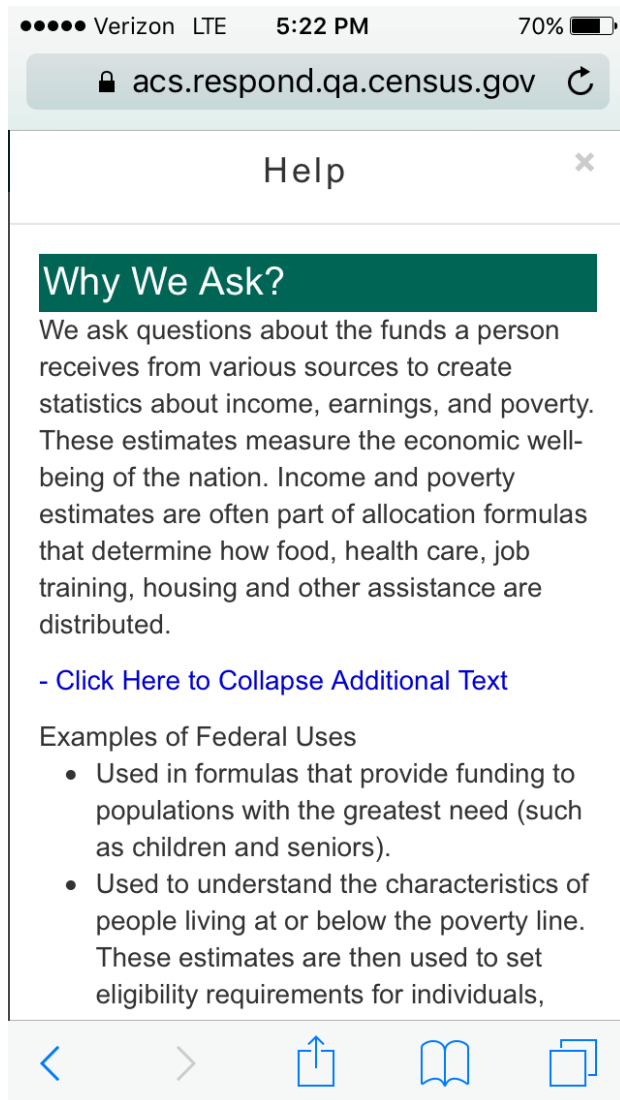 Verizon LTE 5:22 PM 70%
acs.respond.qa.census.gov
Help ×
Why We Ask?
We ask questions about the funds a person
receives from various sources to create
statistics about income, earnings, and poverty.
These estimates measure the economic well-
being of the nation. Income and poverty
estimates are often part of allocation formulas
that determine how food, health care, job
training, housing and other assistance are
distributed.
- Click Here to Collapse Additional Text
Examples of Federal Uses
• Used in formulas that provide funding to
populations with the greatest need (such
as children and seniors).
• Used to understand the characteristics of
people living at or below the poverty line.
These estimates are then used to set
eligibility requirements for individuals,